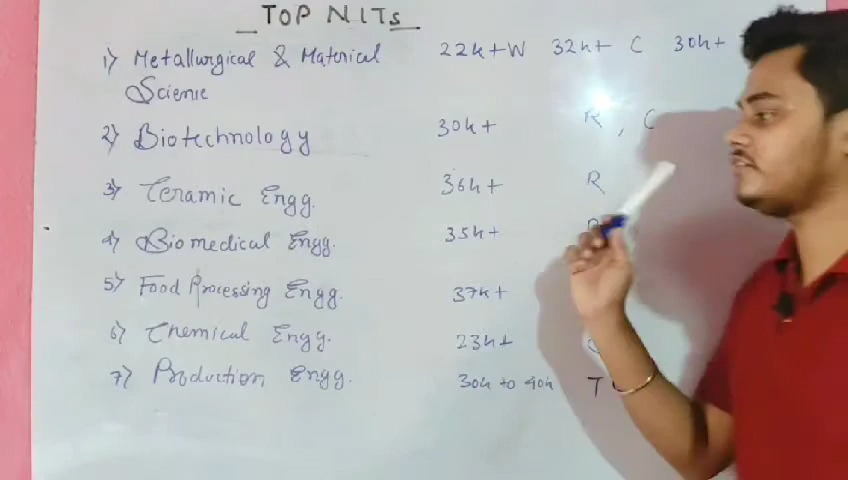 TOP NITs
1) Metallurgical & Material 22k+W 32k+ C 30k+
Science
2) Biotechnology 30k+ R, C
3) Ceramic Engg. 36k+ R
4) Biomedical Engg. 35k+
5) Food Processing Engg. 37k+
6) Chemical Engg. 23k+
7) Production Engg. 30k to 40k T